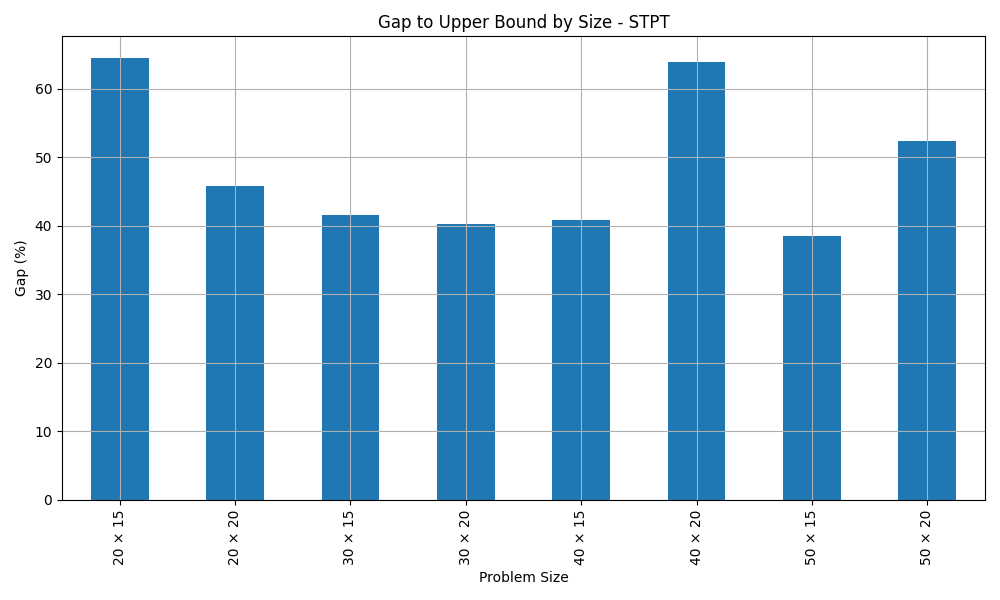 Gap to Upper Bound by Size - STPT
Gap (%)
60
50
40
30
20
10
0
20 × 15
20 × 20
30 × 15
30 × 20
40 × 15
40 × 20
50 × 15
50 × 20
Problem Size